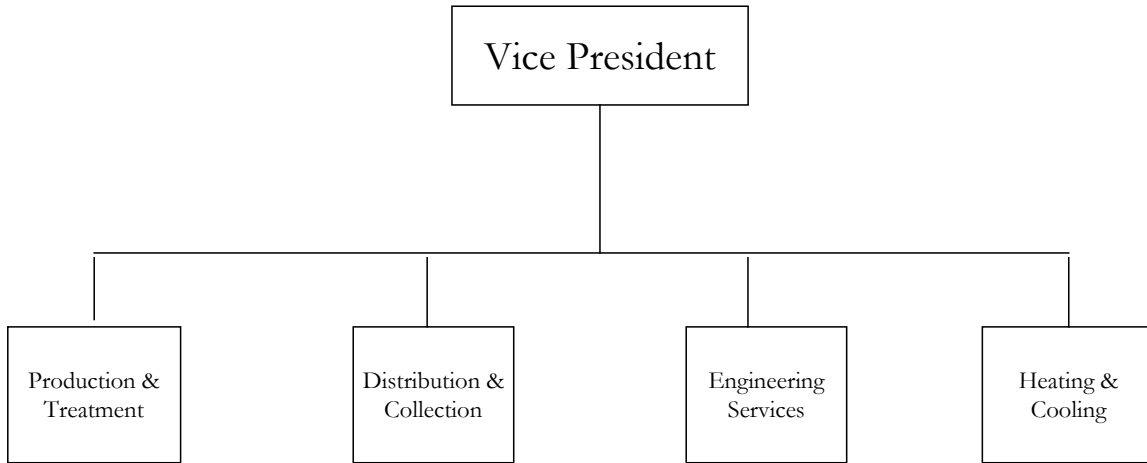 Vice President
Production &
Treatment
Distribution &
Collection
Engineering
Services
Heating &
Cooling